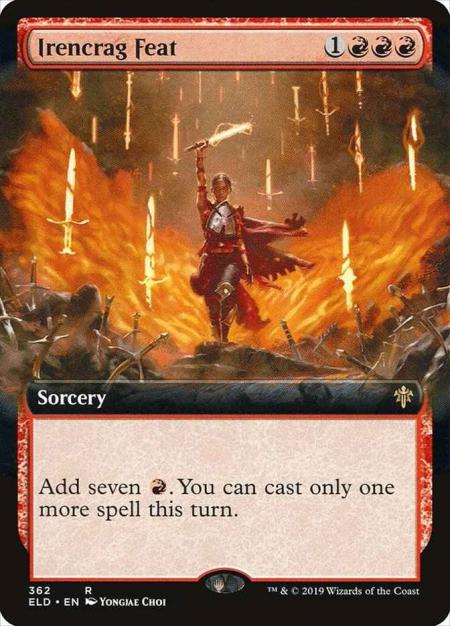 Irencrag Feat 1
Sorcery
Add seven . You can cast only one
more spell this turn.
362 R
ELD • EN Yongjae Choi
™ & © 2019 Wizards of the Coast